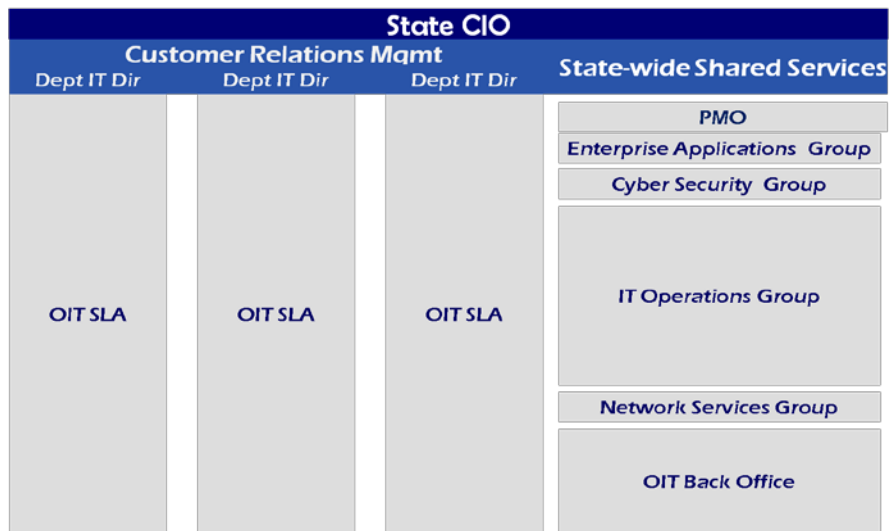 State CIO
Customer Relations Mgmt
State-wide Shared Services
Dept IT Dir
Dept IT Dir
Dept IT Dir
PMO
Enterprise Applications Group
Cyber Security Group
IT Operations Group
OIT SLA
OIT SLA
OIT SLA
Network Services Group
OIT Back Office